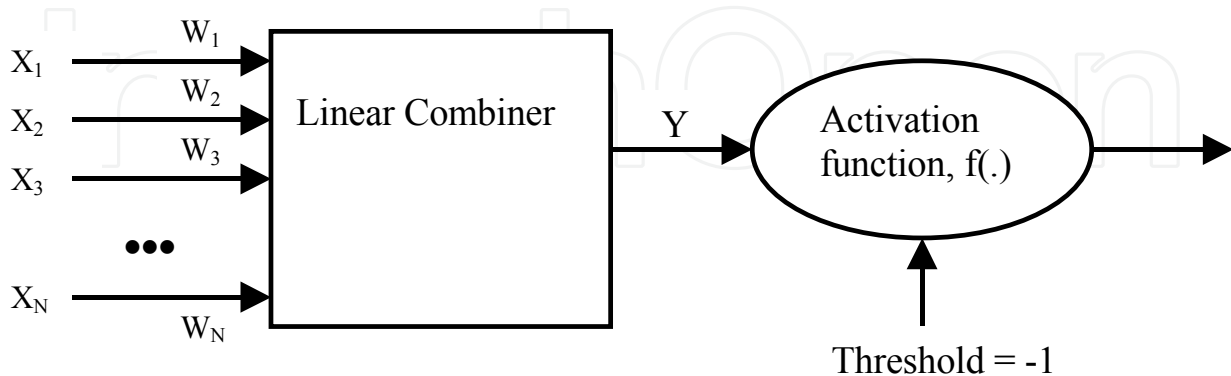 X1
W1
X2
W2
X3
W3
•••
XN
WN
Linear Combiner
Y
Activation
function, f(.)
Threshold = -1